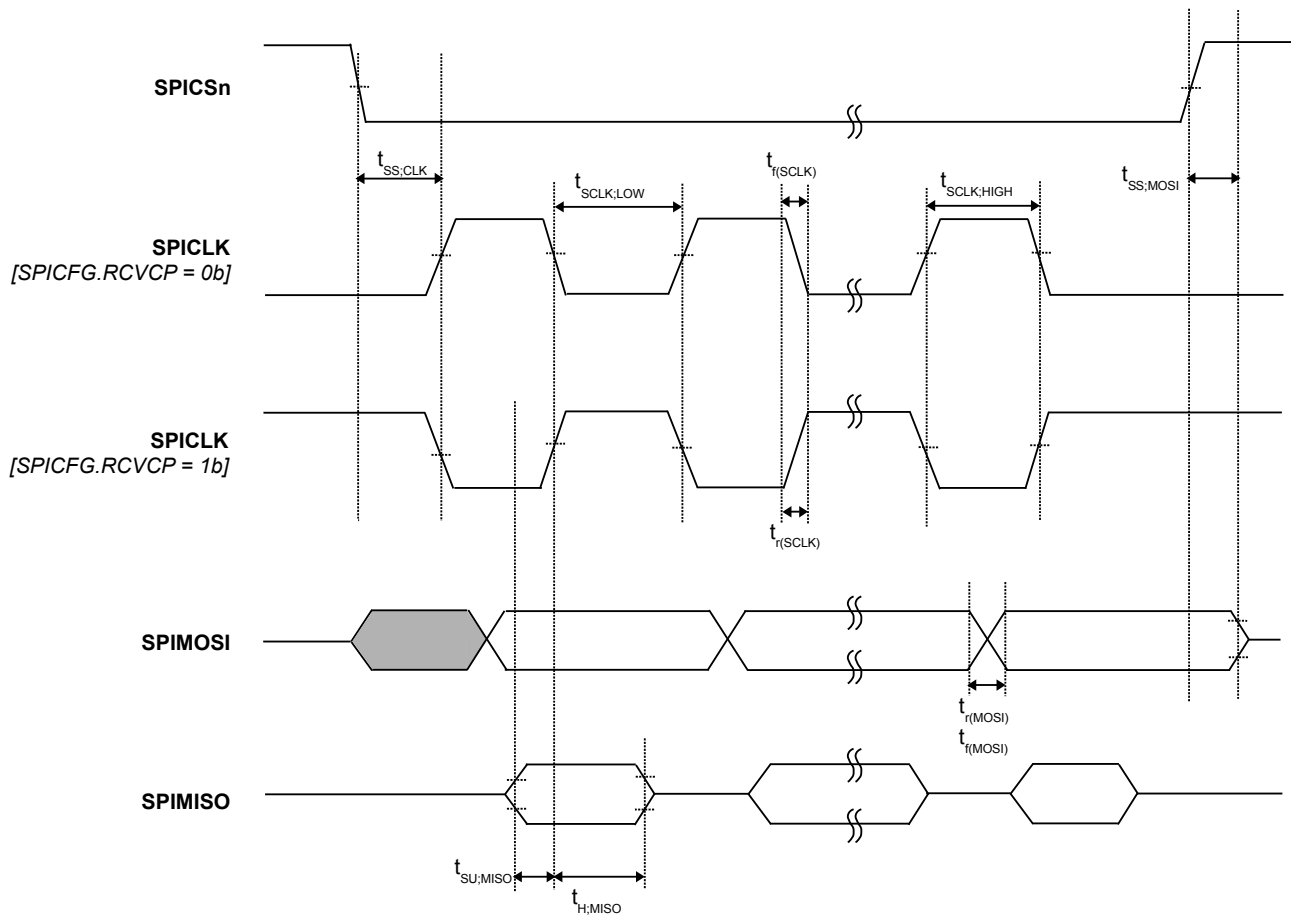 SPICSn
t_SS;CLK
t_SCLK;LOW
t_f(SCLK)
t_SCLK;HIGH
t_SS;MOSI
SPICLK
[SPICFG.RCVCP = 0b]
SPICLK
[SPICFG.RCVCP = 1b]
t_r(SCLK)
SPIMOSI
t_r(MOSI)
t_f(MOSI)
SPIMISO
t_SU;MISO
t_H;MISO